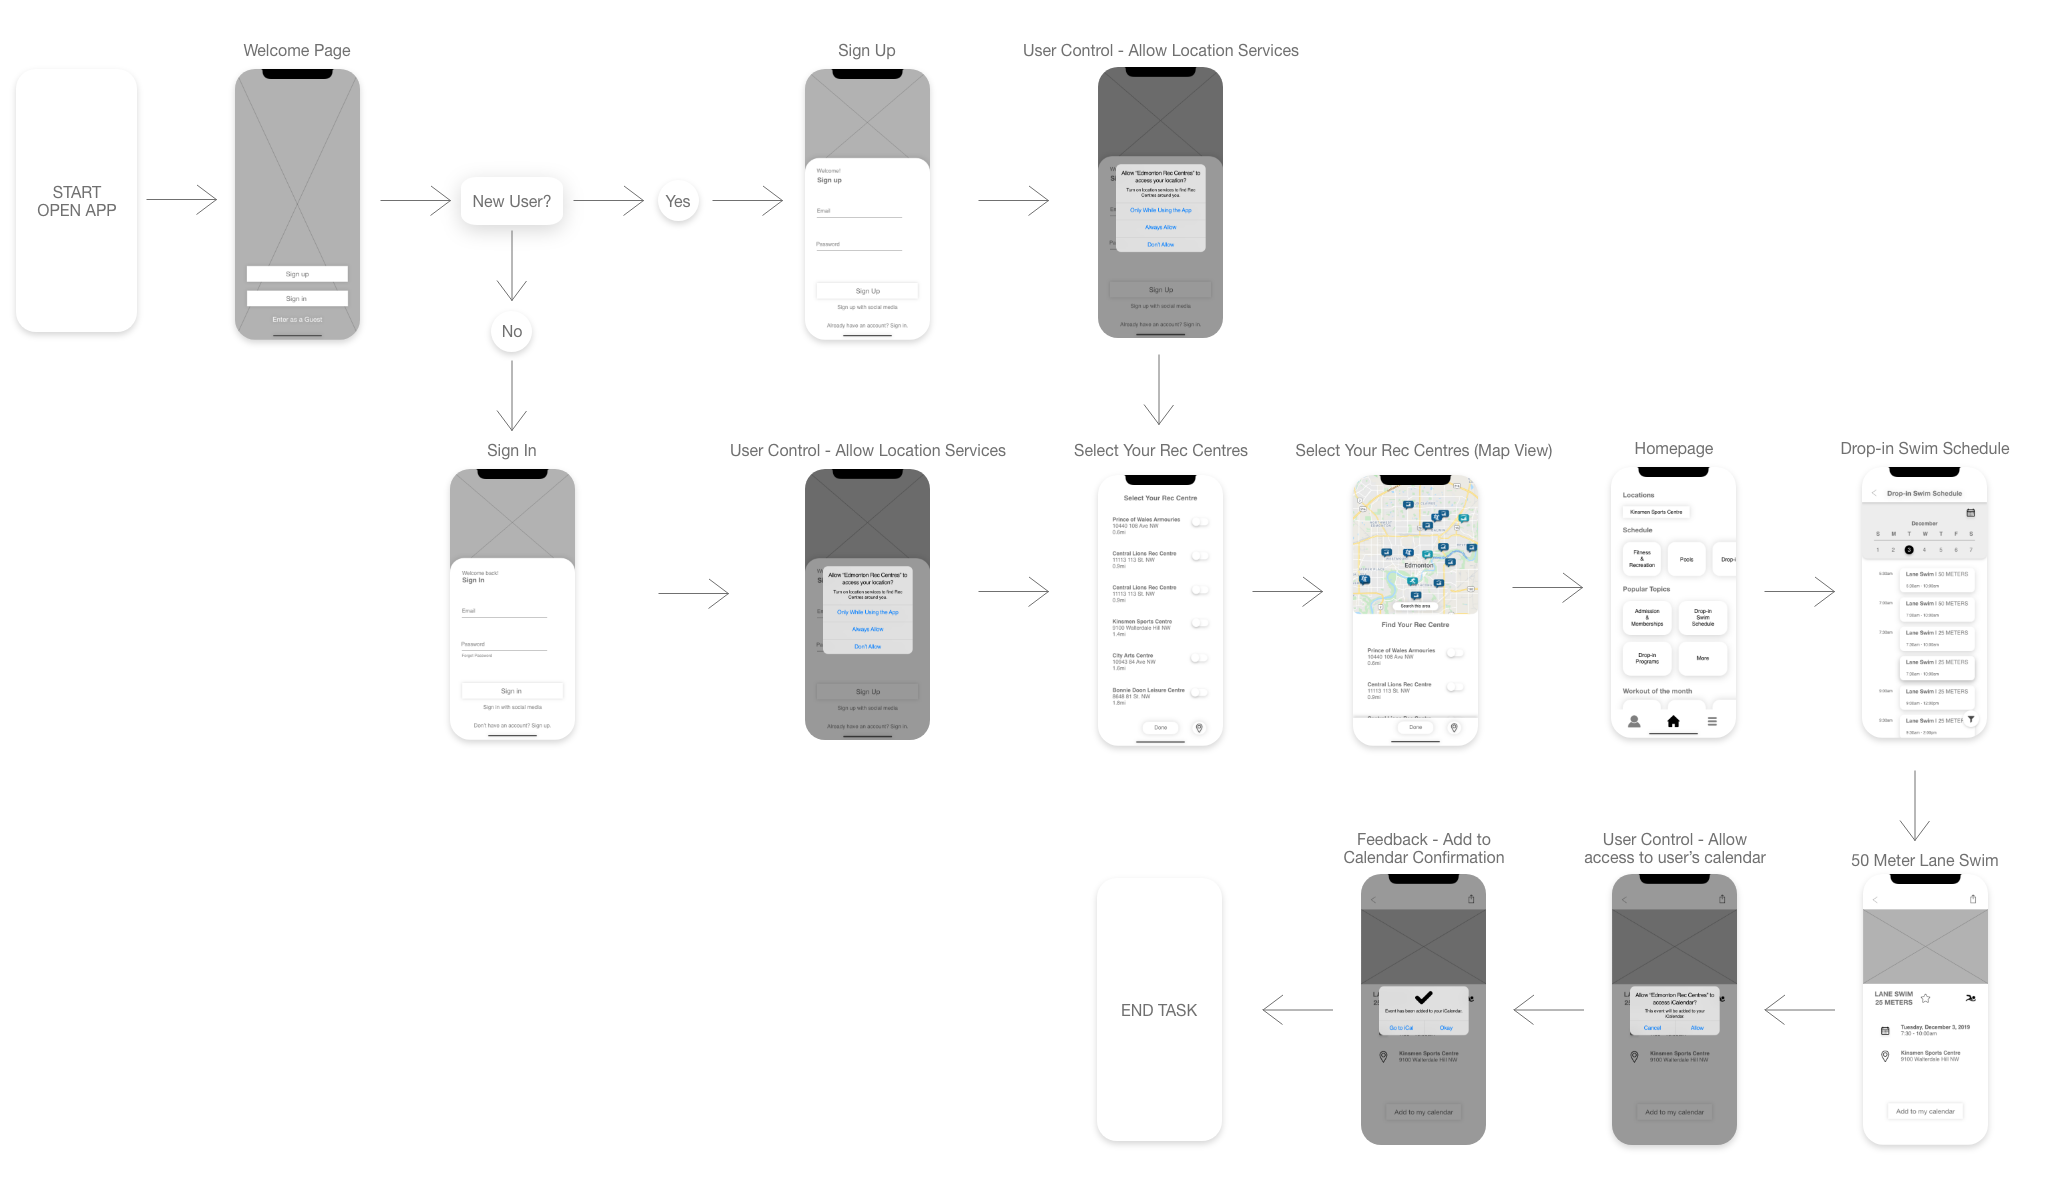 Welcome Page
Sign Up
User Control - Allow Location Services
START
OPEN APP
Sign up
Sign in
Enter as a Guest
New User?
Yes
No
Welcome!
Sign up
Email
Password
Sign Up
Sign up with social media
Already have an account? Sign in.
Allow "Edmonton Rec Centres" to
access your location?
Turn on location services to find Rec
Centres around you.
Only While Using the App
Always Allow
Don't Allow
Sign Up
Sign up with social media
Already have an account? Sign in.
Sign In
User Control - Allow Location Services
Select Your Rec Centres
Select Your Rec Centres (Map View)
Homepage
Drop-in Swim Schedule
Welcome back!
Sign In
Email
Password
Forgot Password
Sign in
Sign in with social media
Don't have an account? Sign up.
Allow "Edmonton Rec Centres" to
access your location?
Turn on location services to find Rec
Centres around you.
Only While Using the App
Always Allow
Don't Allow
Sign Up
Sign up with social media
Already have an account? Sign in.
Select Your Rec Centre
Prince of Wales Armouries
10440 108 Ave NW
0.6mi
Central Lions Rec Centre
11113 113 St. NW
0.9mi
Central Lions Rec Centre
11113 113 St. NW
0.9mi
Kinsmen Sports Centre
9100 Walterdale Hill NW
1.4mi
City Arts Centre
10943 84 Ave NW
Bonnie Doon Leisure Centre
8648 81 St. NW
1.8mi
Done
Edmonton
Search this area
Find Your Rec Centre
Prince of Wales Armouries
10440 108 Ave NW
0.6mi
Central Lions Rec Centre
11113 113 St. NW
0.9mi
Done
Locations
Kinsmen Sports Centre
Schedule
Fitness
&
Recreation
Pools
Drop-i
Popular Topics
Admission
&
Memberships
Drop-in
Swim
Schedule
Drop-in
Programs
More
Workout of the month
Drop-in Swim Schedule
December
S M T W T F S
1 2 3 4 5 6 7
Lane Swim | 50 METERS
Lane Swim | 50 METERS
7:30am
Lane Swim | 25 METERS
Lane Swim | 25 METERS
Lane Swim | 25 METERS
Lane Swim | 25 METER
Feedback - Add to
Calendar Confirmation
User Control - Allow
access to user's calendar
50 Meter Lane Swim
END TASK
Event has been added to your iCalendar
Go to iCal
Okay
Kinsmen Sports Centre
9100 Walterdale Hill NW
Add to my calendar
Allow "Edmonton Rec Centres" to
access iCalendar?
This event will be added to your
iCalendar
Cancel
Allow
Kinsmen Sports Centre
9100 Walterdale Hill NW
Add to my calendar
LANE SWIM
25 METERS
Tuesday, December 3, 2019
7:30 - 10:00am
Kinsmen Sports Centre
9100 Walterdale Hill NW
Add to my calendar